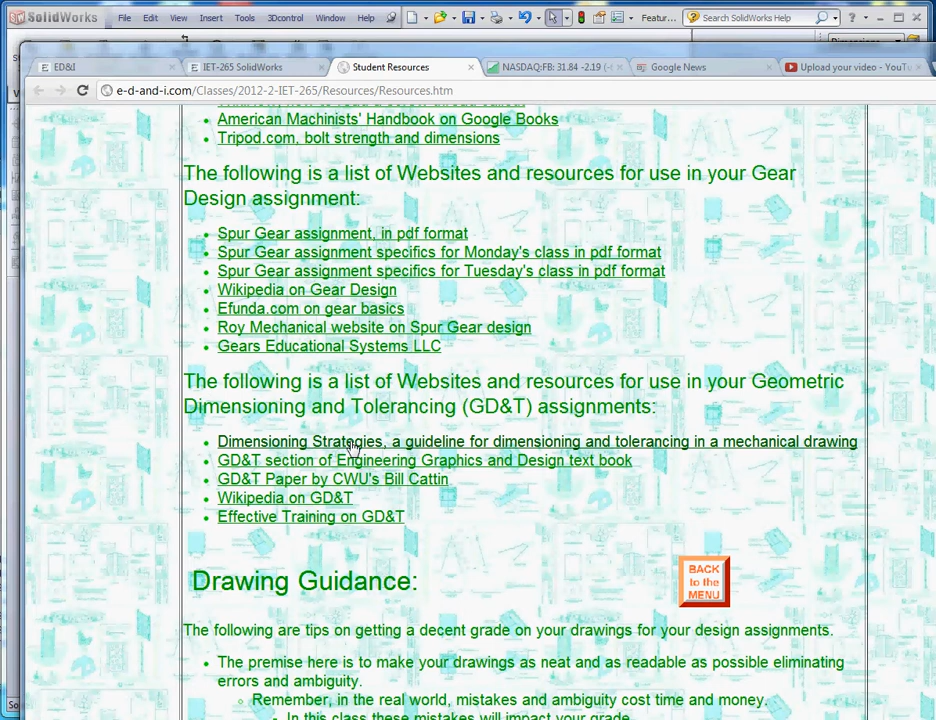 SolidWorks File Edit View Insert Tools 3Dcontrol Window Help Featur... Search SolidWorks Help
ED&I IET-265 SolidWorks Student Resources NASDAQ:FB: 31.84 -2.19 (- Google News Upload your video - YouTu
e-d-and-i.com/Classes/2012-2-IET-265/Resources/Resources.htm
American Machinists' Handbook on Google Books
Tripod.com, bolt strength and dimensions
The following is a list of Websites and resources for use in your Gear
Design assignment:
Spur Gear assignment, in pdf format
Spur Gear assignment specifics for Monday's class in pdf format
Spur Gear assignment specifics for Tuesday's class in pdf format
Wikipedia on Gear Design
Efunda.com on gear basics
Roy Mechanical website on Spur Gear design
Gears Educational Systems LLC
The following is a list of Websites and resources for use in your Geometric
Dimensioning and Tolerancing (GD&T) assignments:
Dimensioning Strategies, a guideline for dimensioning and tolerancing in a mechanical drawing
GD&T section of Engineering Graphics and Design text book
GD&T Paper by CWU's Bill Cattin
Wikipedia on GD&T
Effective Training on GD&T
Drawing Guidance:
BACK
to the
MENU
The following are tips on getting a decent grade on your drawings for your design assignments.
The premise here is to make your drawings as neat and as readable as possible eliminating
errors and ambiguity.
Remember, in the real world, mistakes and ambiguity cost time and money.
In this class these mistakes will impact your grade